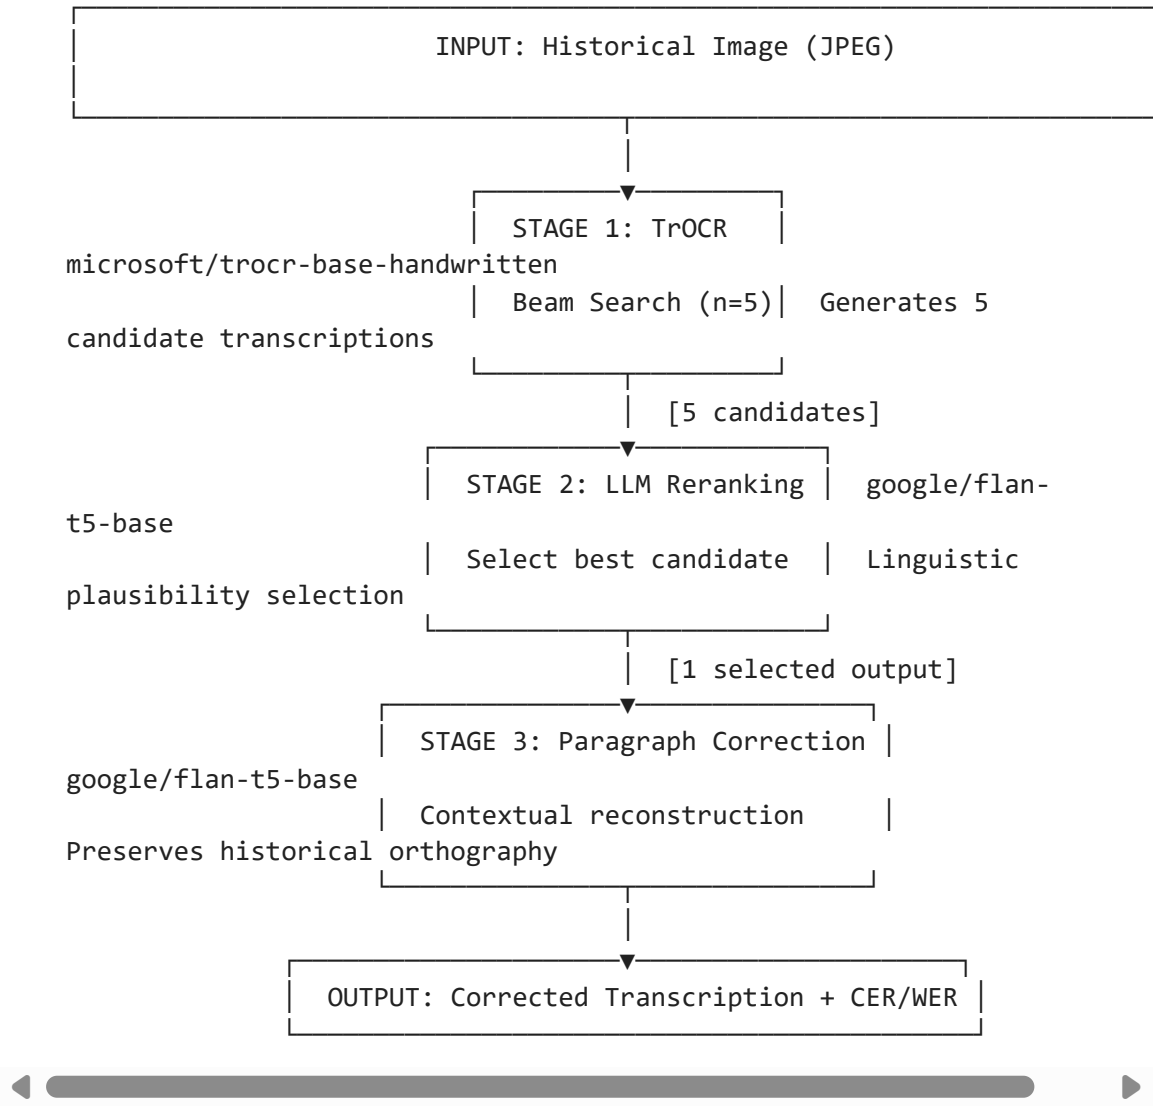 INPUT: Historical Image (JPEG)
STAGE 1: TrOCR
microsoft/trocr-base-handwritten
Beam Search (n=5) Generates 5
candidate transcriptions
[5 candidates]
STAGE 2: LLM Reranking google/flan-
t5-base
Select best candidate Linguistic
plausibility selection
[1 selected output]
STAGE 3: Paragraph Correction
google/flan-t5-base
Contextual reconstruction
Preserves historical orthography
OUTPUT: Corrected Transcription + CER/WER